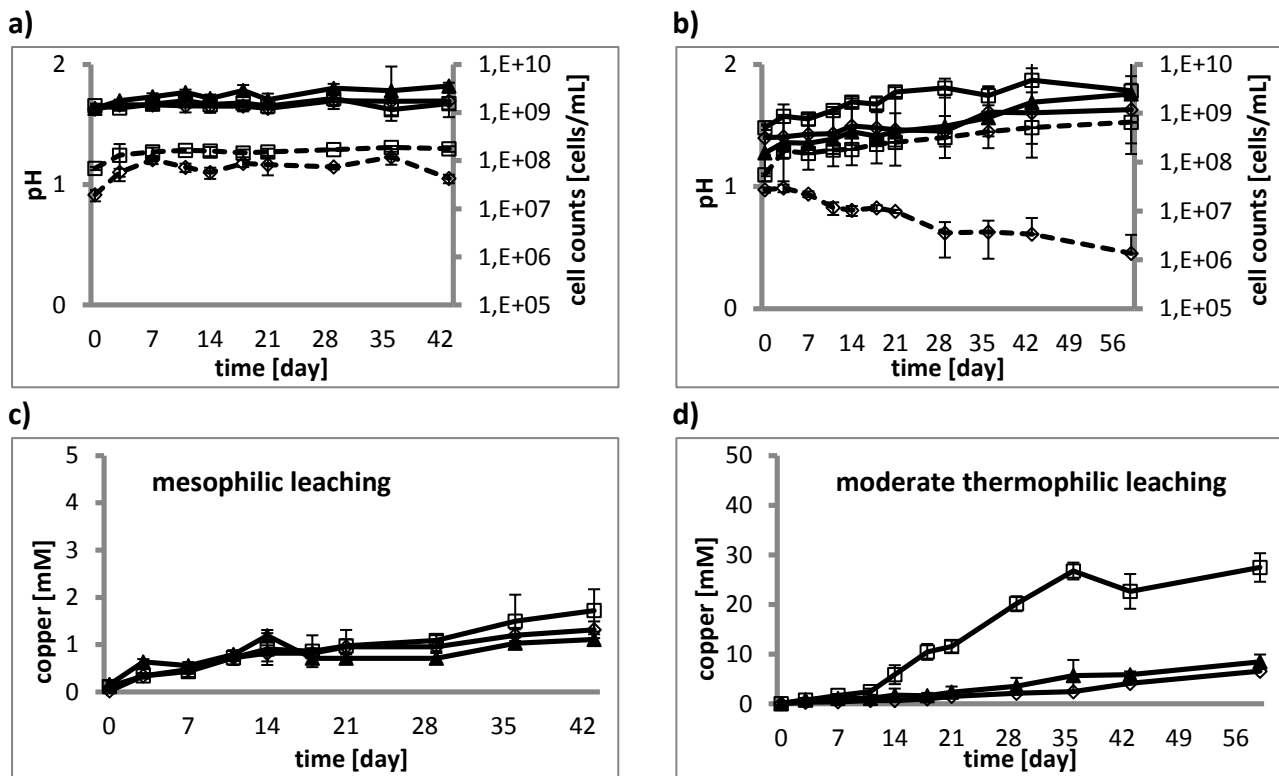 a)
2
1
0
pH
1,E+10
1,E+09
1,E+08
1,E+07
1,E+06
1,E+05
cell counts [cells/mL]
0 7 14 21 28 35 42
time [day]
b)
2
1
0
pH
1,E+10
1,E+09
1,E+08
1,E+07
1,E+06
1,E+05
cell counts [cells/mL]
0 7 14 21 28 35 42 49 56
time [day]
c)
mesophilic leaching
5
4
3
2
1
0
copper [mM]
0 7 14 21 28 35 42
time [day]
d)
moderate thermophilic leaching
50
40
30
20
10
0
copper [mM]
0 7 14 21 28 35 42 49 56
time [day]